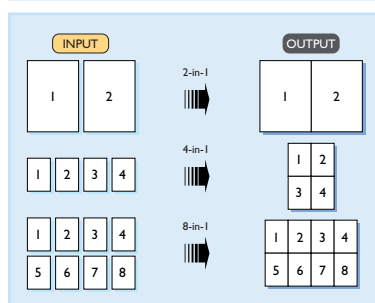 INPUT OUTPUT
2-in-1
1 2 1 2
4-in-1
1 2 3 4 1 2
3 4
8-in-1
1 2 3 4 1 2 3 4
5 6 7 8 5 6 7 8